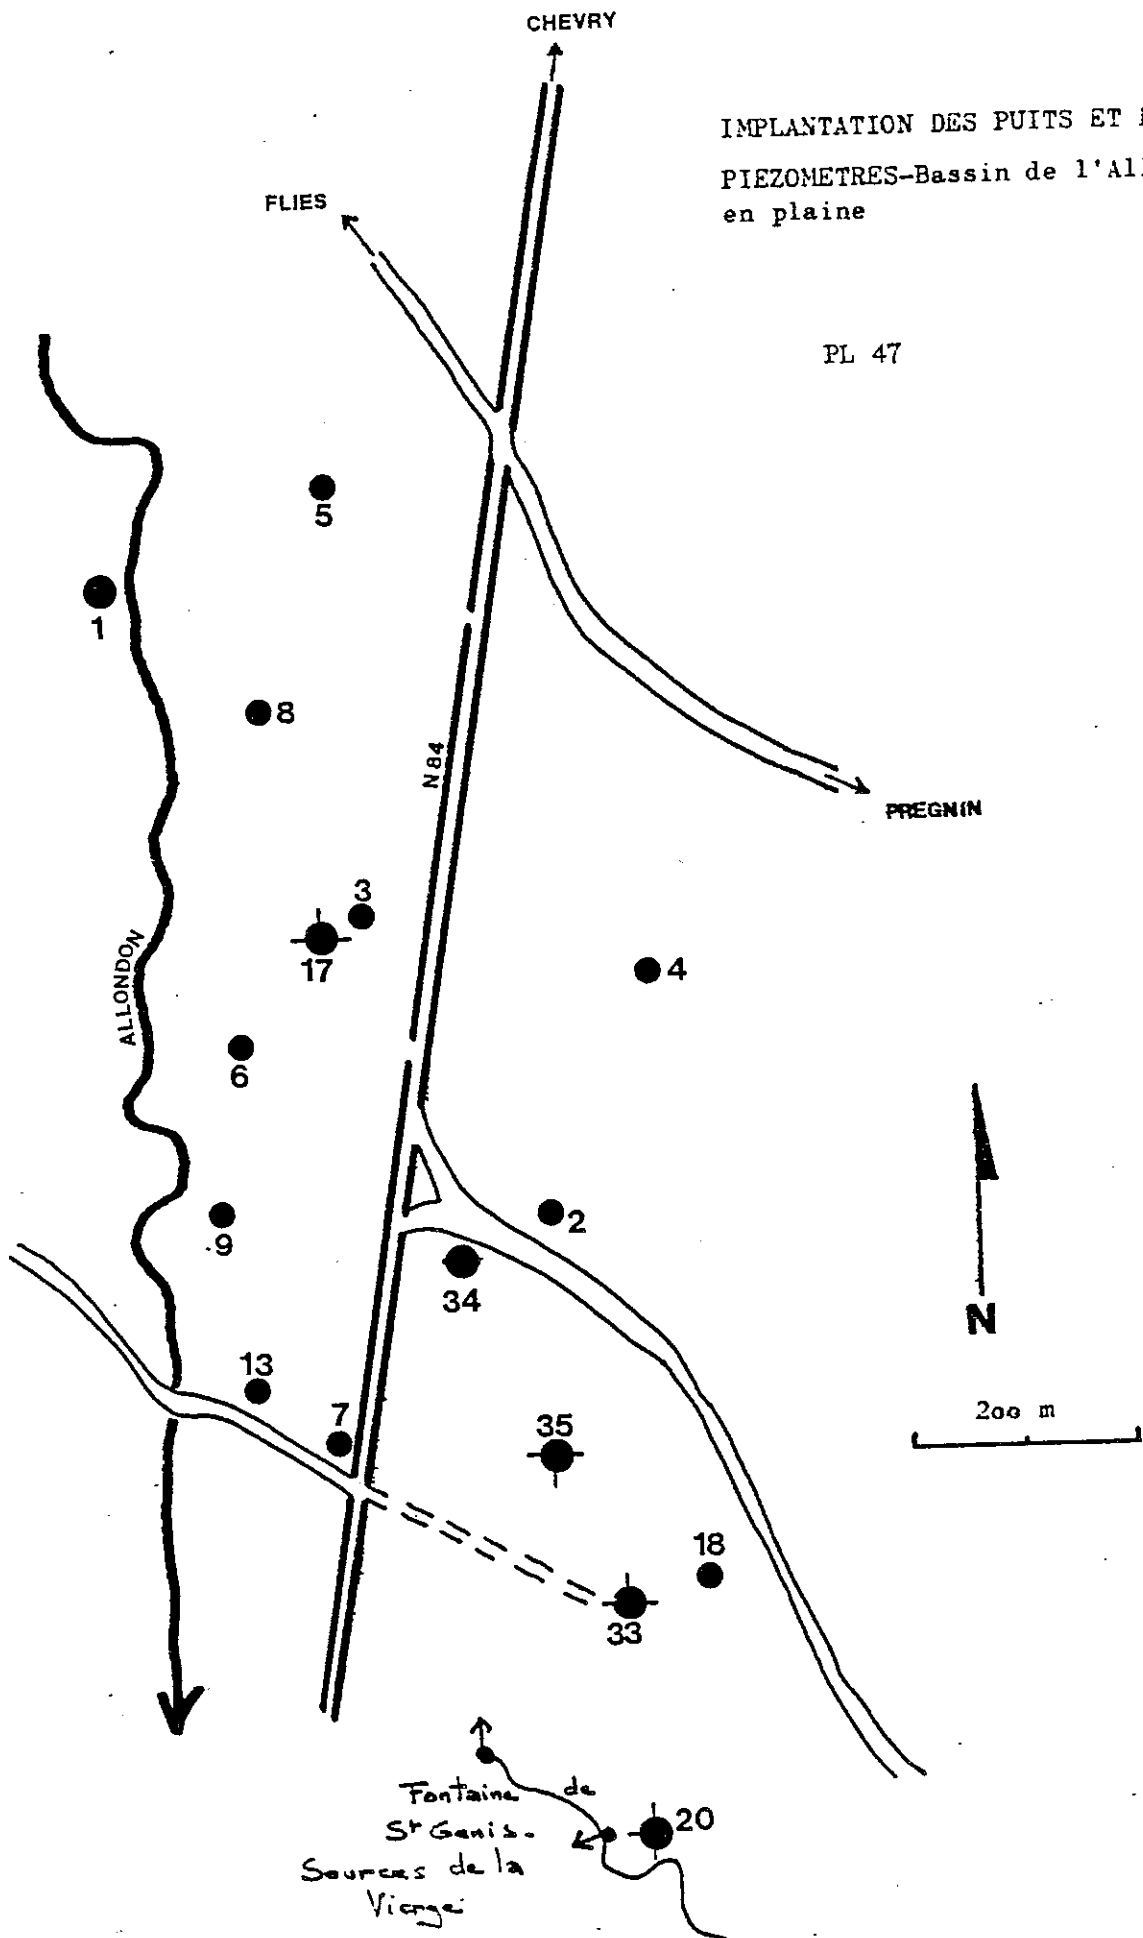 CHEVRY
IMPLANTATION DES PUITS ET
PIEZOMETRES-Bassin de l'Al
en plaine
FLIES
PL 47
5
1
8
N 84
PREGNIN
3
17
4
ALLONDON
6
2
9
34
N
13
200 m
7
35
18
33
Fontaine de
St Genis.
Sources de la
Vierge
20